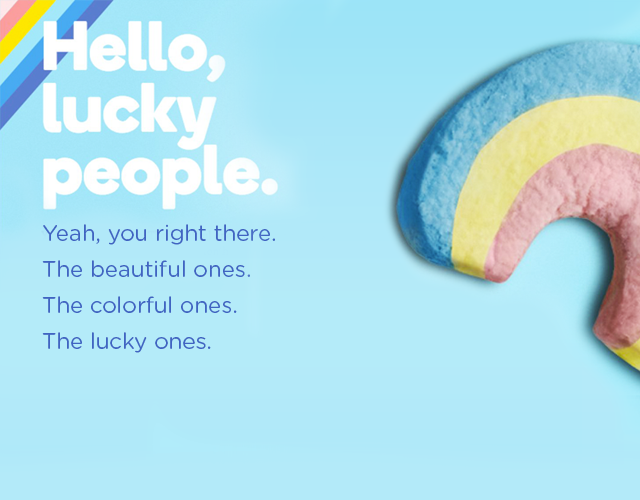 Hello,
lucky
people.
Yeah, you right there.
The beautiful ones.
The colorful ones.
The lucky ones.